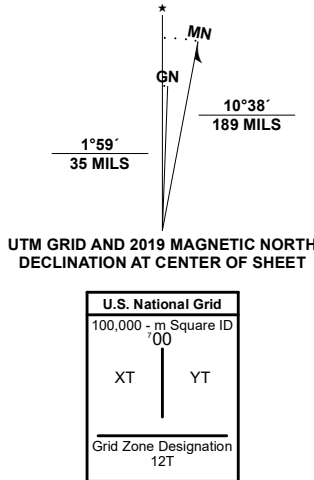 ★
MN
GN
10°38´
189 MILS
1°59´
35 MILS
UTM GRID AND 2019 MAGNETIC NORTH
DECLINATION AT CENTER OF SHEET
U.S. National Grid
100,000 - m Square ID
⁷00
XT YT
Grid Zone Designation
12T